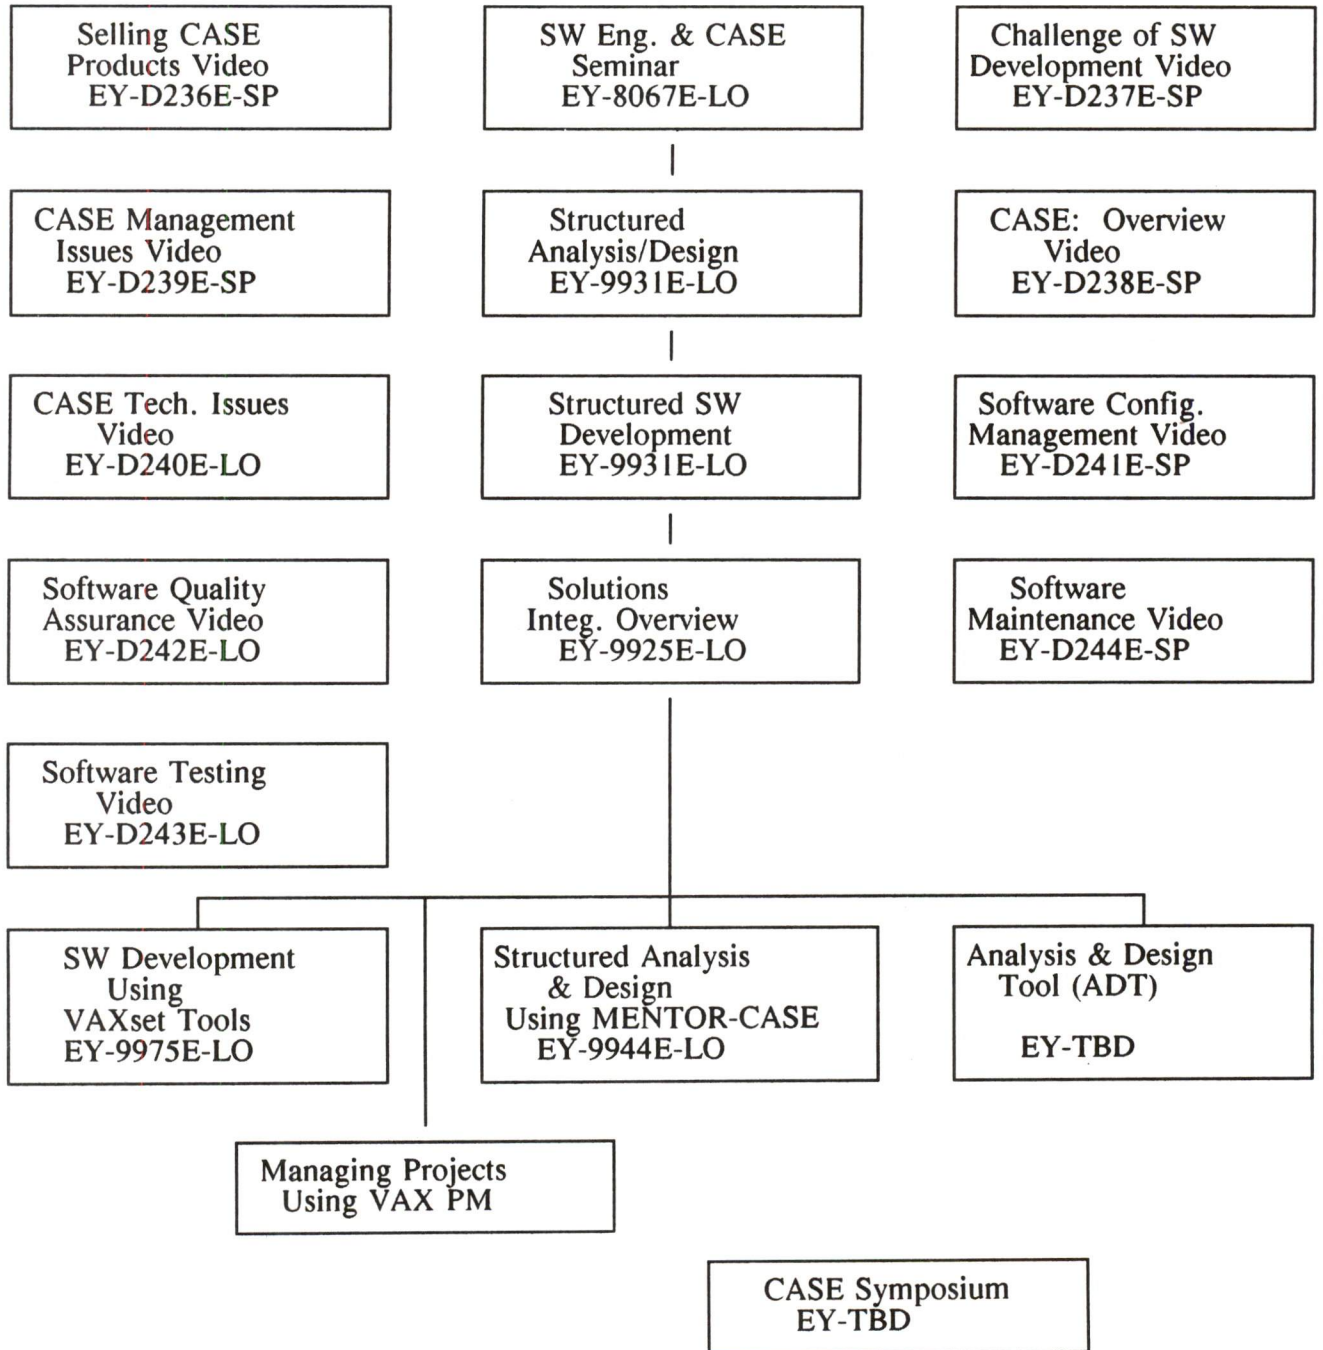 Selling CASE
Products Video
EY-D236E-SP
SW Eng. & CASE
Seminar
EY-8067E-LO
Challenge of SW
Development Video
EY-D237E-SP
CASE Management
Issues Video
EY-D239E-SP
Structured
Analysis/Design
EY-9931E-LO
CASE: Overview
Video
EY-D238E-SP
CASE Tech. Issues
Video
EY-D240E-LO
Structured SW
Development
EY-9931E-LO
Software Config.
Management Video
EY-D241E-SP
Software Quality
Assurance Video
EY-D242E-LO
Solutions
Integ. Overview
EY-9925E-LO
Software
Maintenance Video
EY-D244E-SP
Software Testing
Video
EY-D243E-LO
SW Development
Using
VAXset Tools
EY-9975E-LO
Structured Analysis
& Design
Using MENTOR-CASE
EY-9944E-LO
Analysis & Design
Tool (ADT)
EY-TBD
Managing Projects
Using VAX PM
CASE Symposium
EY-TBD